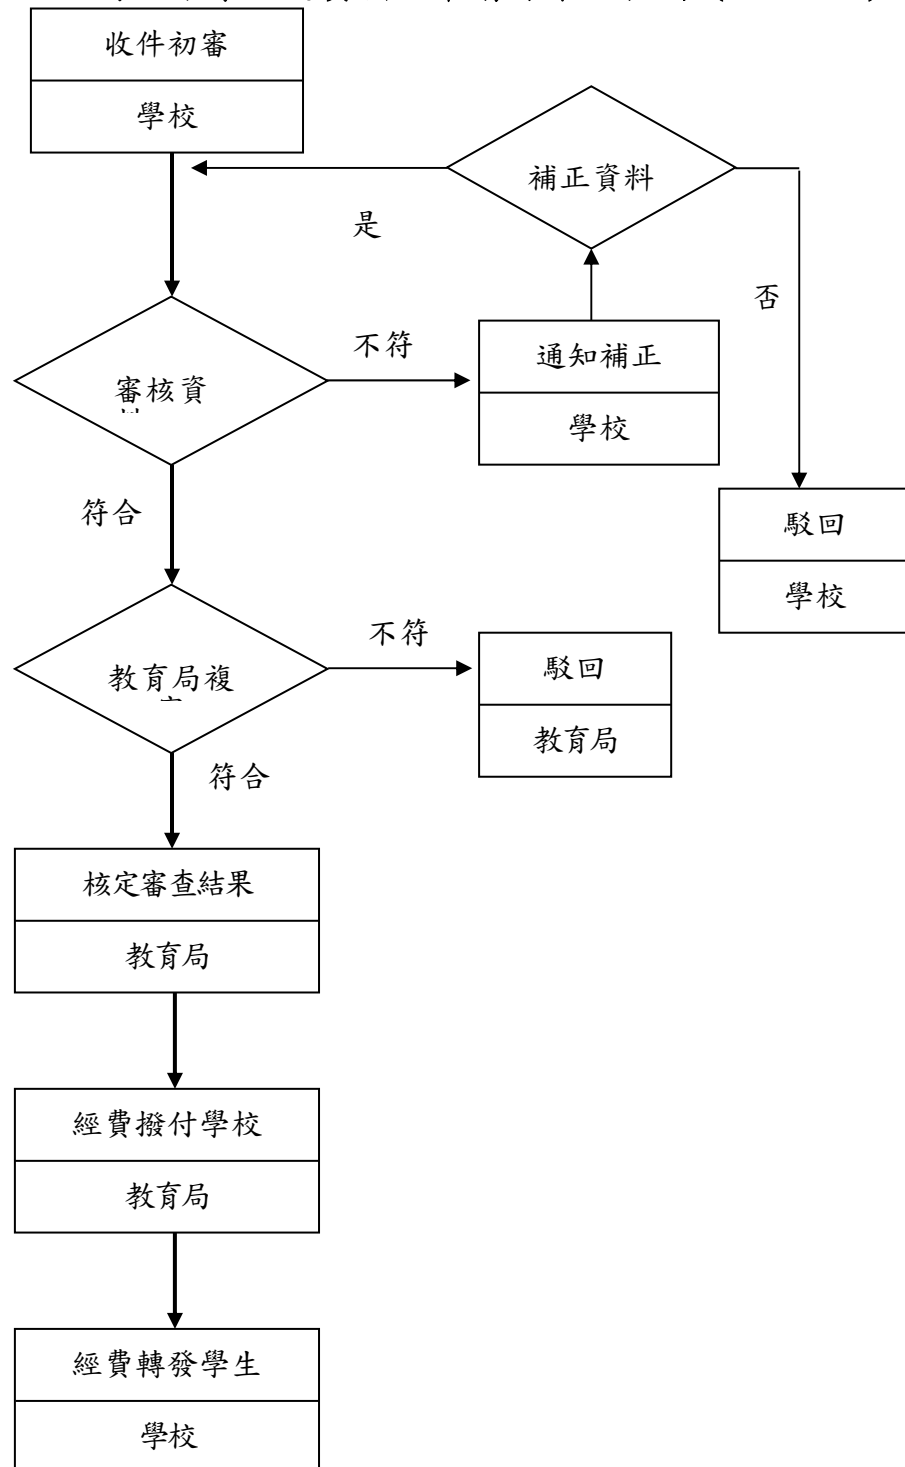 收件初審
學校
補正資料
是
否
不符
通知補正
學校
審核資
符合
駁回
學校
不符
教育局複
駁回
教育局
符合
核定審查結果
教育局
經費撥付學校
教育局
經費轉發學生
學校